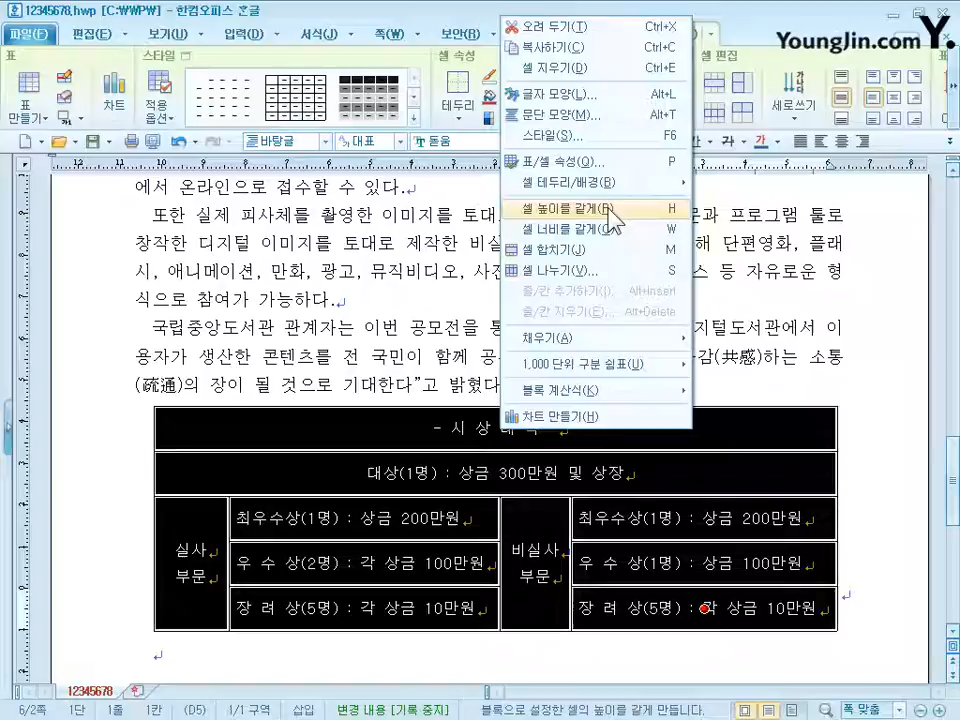 12345678.hwp [C:WWPW] - 한컴오피스 한글
파일(F) 편집(E) 보기(U) 입력(D) 서식(J) 쪽(W) 보안(B)
YoungJin.com Y.
표 스타일 셀 속성 셀 편집
표 만들기 차트 적용 옵션 테두리 세로쓰기
바탕글 대표 돋움
오려 두기(T) Ctrl+X
복사하기(C) Ctrl+C
셀 지우기(D) Ctrl+E
글자 모양(L)... Alt+L
문단 모양(M)... Alt+T
스타일(S)... F6
표/셀 속성(Q)... P
셀 테두리/배경(B)
셀 높이를 같게 H
셀 너비를 같게 W
셀 합치기(J) M
셀 나누기(V)... S
줄/칸 추가하기(I)... Alt+Insert
줄/칸 지우기(E)... Alt+Delete
채우기(A)
1,000 단위 구분 쉼표(U)
블록 계산식(K)
차트 만들기(H)
에서 온라인으로 접수할 수 있다.
또한 실제 피사체를 촬영한 이미지를 토대 프로그램 툴로
창작한 디지털 이미지를 토대로 제작한 비실 해 단편영화, 플래
시, 애니메이션, 만화, 광고, 뮤직비디오, 등 자유로운 형
식으로 참여가 가능하다.
국립중앙도서관 관계자는 이번 공모전을 통 지털도서관에서 이
용자가 생산한 콘텐츠를 전 국민이 함께 감(共感)하는 소통
(疏通)의 장이 될 것으로 기대한다"고 밝혔다
- 시 상
대상(1명) : 상금 300만원 및 상장
실사 부문
최우수상(1명) : 상금 200만원
우 수 상(2명) : 각 상금 100만원
장 려 상(5명) : 각 상금 10만원
비실사 부문
최우수상(1명) : 상금 200만원
우 수 상(1명) : 상금 100만원
장 려 상(5명) : 각 상금 10만원
12345678
6/2쪽 1단 1줄 1칸 (D5) 1/1 구역 삽입 변경 내용 [기록 중지] 블록으로 설정한 셀의 높이를 같게 만듭니다. 폭 맞춤